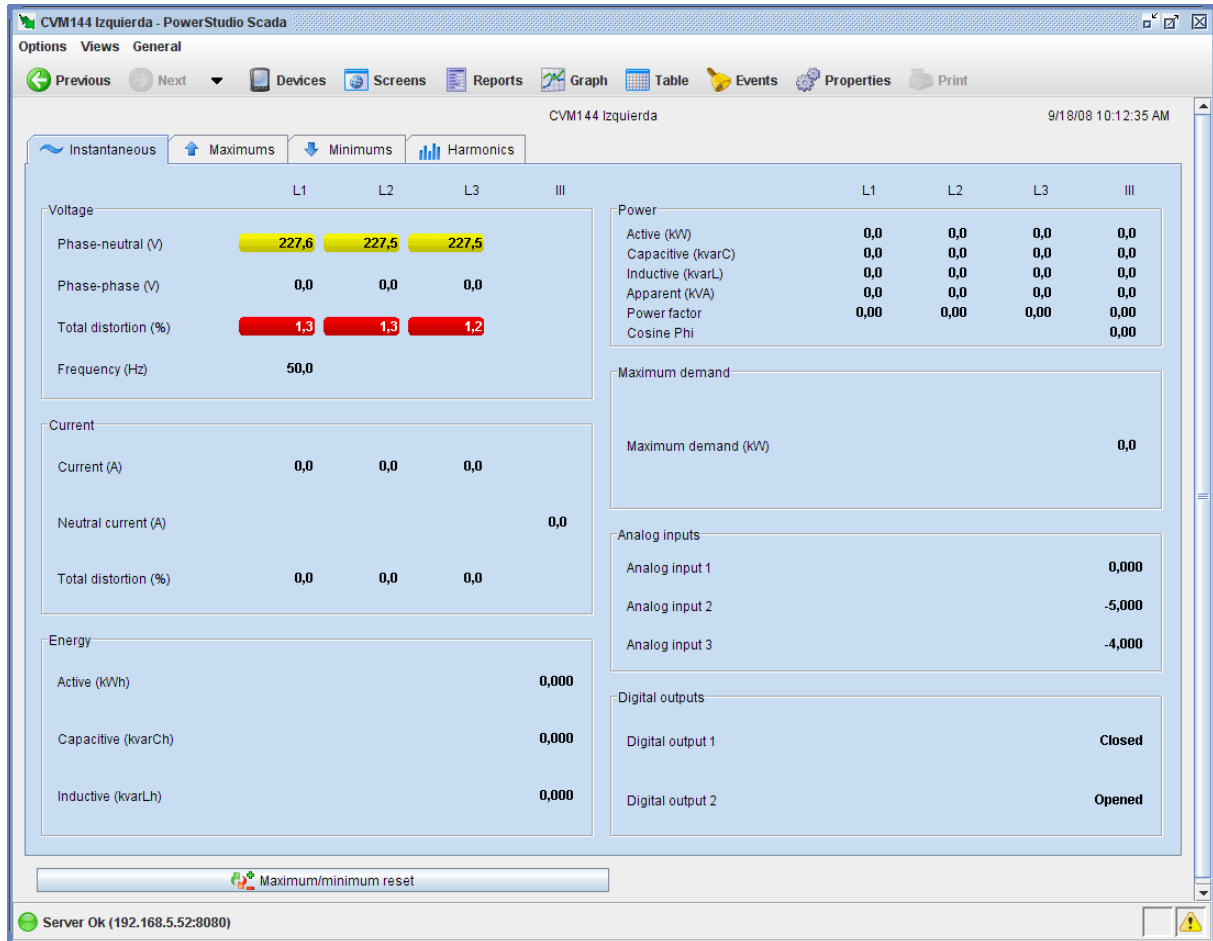 CVM144 Izquierda - PowerStudio Scada
Options Views General
Previous Next Devices Screens Reports Graph Table Events Properties Print
CVM144 Izquierda 9/18/08 10:12:35 AM
Instantaneous Maximums Minimums Harmonics
L1 L2 L3 III
Voltage
Phase-neutral (V) 227,6 227,5 227,5
Phase-phase (V) 0,0 0,0 0,0
Total distortion (%) 1,3 1,3 1,2
Frequency (Hz) 50,0
Current
Current (A) 0,0 0,0 0,0
Neutral current (A) 0,0
Total distortion (%) 0,0 0,0 0,0
Energy
Active (kWh) 0,000
Capacitive (kvarCh) 0,000
Inductive (kvarLh) 0,000
L1 L2 L3 III
Power
Active (kW) 0,0 0,0 0,0 0,0
Capacitive (kvarC) 0,0 0,0 0,0 0,0
Inductive (kvarL) 0,0 0,0 0,0 0,0
Apparent (kVA) 0,0 0,0 0,0 0,0
Power factor 0,00 0,00 0,00 0,00
Cosine Phi 0,00
Maximum demand
Maximum demand (kW) 0,0
Analog inputs
Analog input 1 0,000
Analog input 2 -5,000
Analog input 3 -4,000
Digital outputs
Digital output 1 Closed
Digital output 2 Opened
Maximum/minimum reset
Server Ok (192.168.5.52:8080)